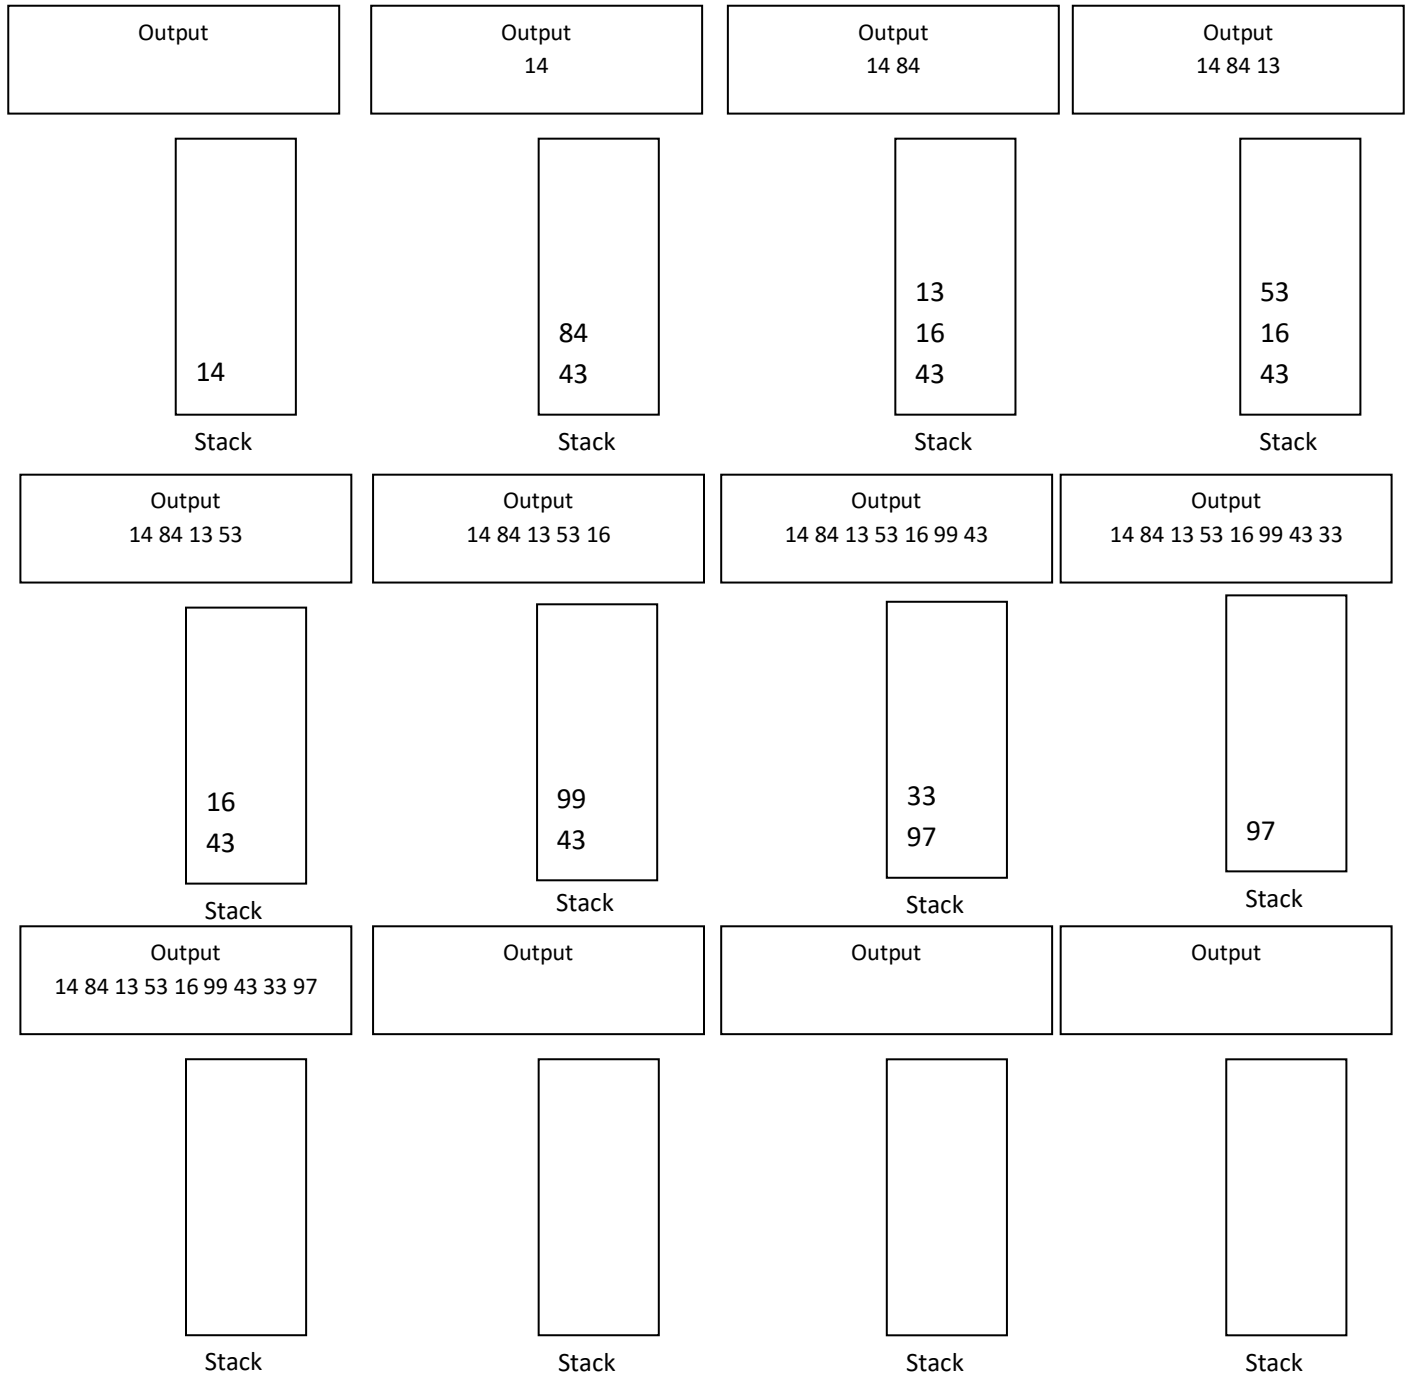 Output
Output
14
Output
14 84
Output
14 84 13
14
Stack
84
43
Stack
13
16
43
Stack
53
16
43
Stack
Output
14 84 13 53
Output
14 84 13 53 16
Output
14 84 13 53 16 99 43
Output
14 84 13 53 16 99 43 33
16
43
Stack
99
43
Stack
33
97
Stack
97
Stack
Output
14 84 13 53 16 99 43 33 97
Output
Output
Output
Stack
Stack
Stack
Stack